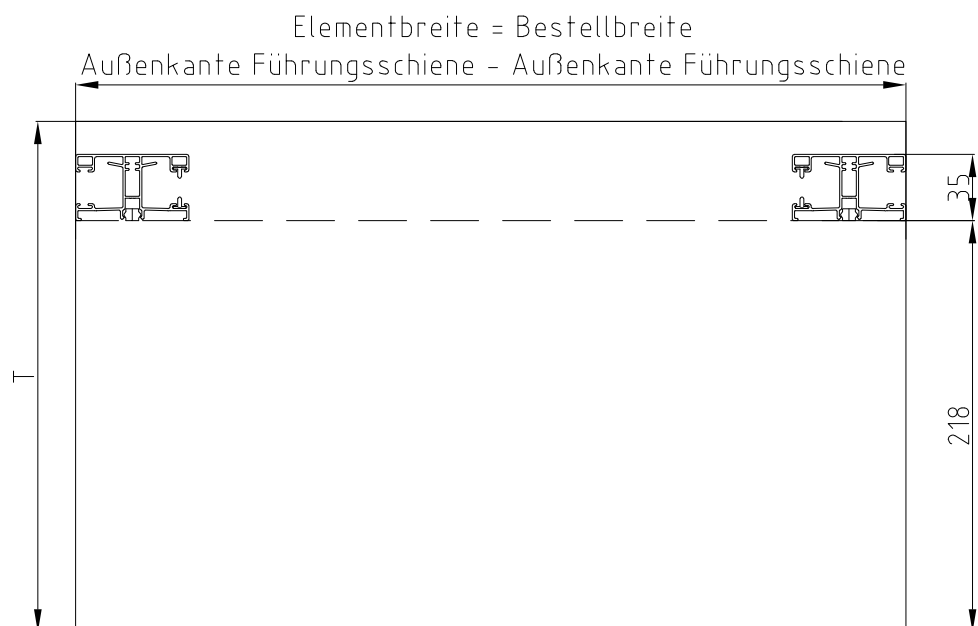 Elementbreite = Bestellbreite
Außenkante Führungsschiene - Außenkante Führungsschiene
35
T
218